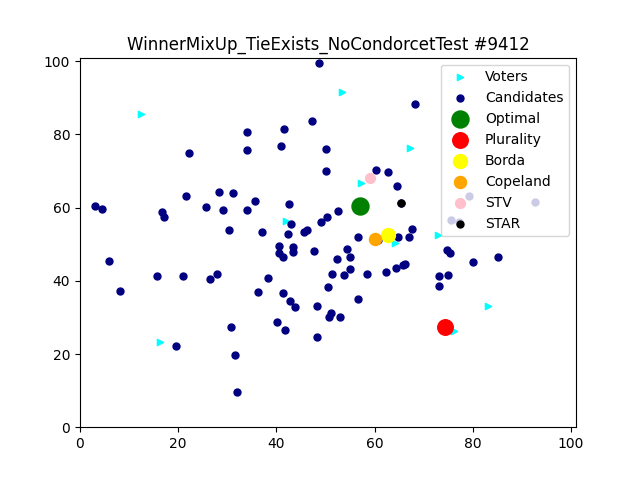 WinnerMixUp_TieExists_NoCondorcetTest #9412
100
80
60
40
20
0
0
20
40
60
80
100
Voters
Candidates
Optimal
Plurality
Borda
Copeland
STV
STAR